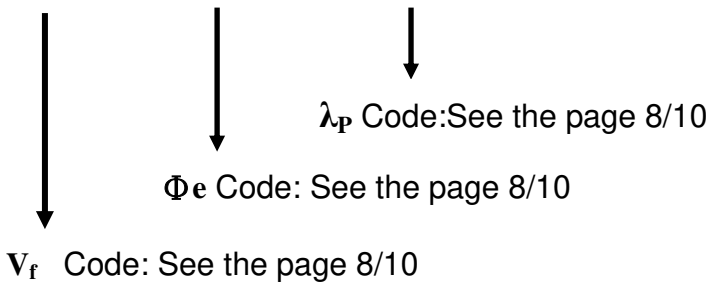 λP Code:See the page 8/10
Φe Code: See the page 8/10
Vf Code: See the page 8/10